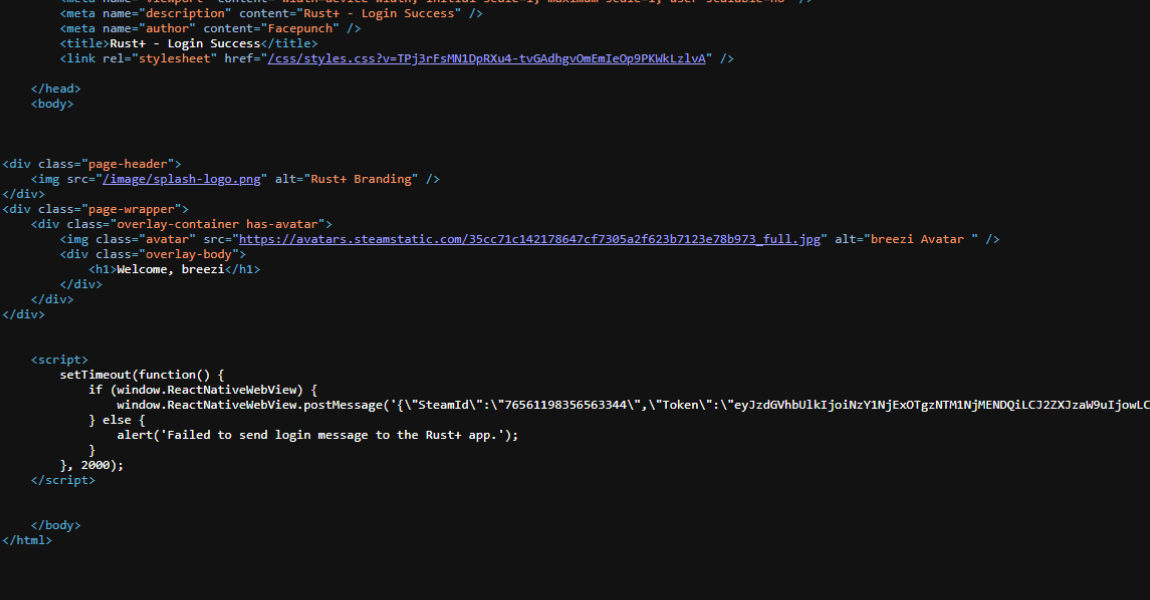 <meta name="viewport" content="width=device-width, initial-scale=1, maximum-scale=1, user-scalable=no" />
<meta name="description" content="Rust+ - Login Success" />
<meta name="author" content="Facepunch" />
<title>Rust+ - Login Success</title>
<link rel="stylesheet" href="/css/styles.css?v=TPj3rFsMN1DpRXu4-tvGAdhgvOmEmIeOp9PKWkLzlvA" />
</head>
<body>
<div class="page-header">
<img src="/image/splash-logo.png" alt="Rust+ Branding" />
</div>
<div class="page-wrapper">
<div class="overlay-container has-avatar">
<img class="avatar" src="https://avatars.steamstatic.com/35cc71c142178647cf7305a2f623b7123e78b973_full.jpg" alt="breezi Avatar " />
<div class="overlay-body">
<h1>Welcome, breezi</h1>
</div>
</div>
</div>
<script>
setTimeout(function() {
if (window.ReactNativeWebView) {
window.ReactNativeWebView.postMessage('{\"SteamId\":\"76561198356563344\",\"Token\":\"eyJzdGVhbUlkIjoiNzY1NjExOTgzNTM1NjMENDQiLCJ2ZXJzaW9uIjowLC
} else {
alert('Failed to send login message to the Rust+ app.');
}
}, 2000);
</script>
</body>
</html>